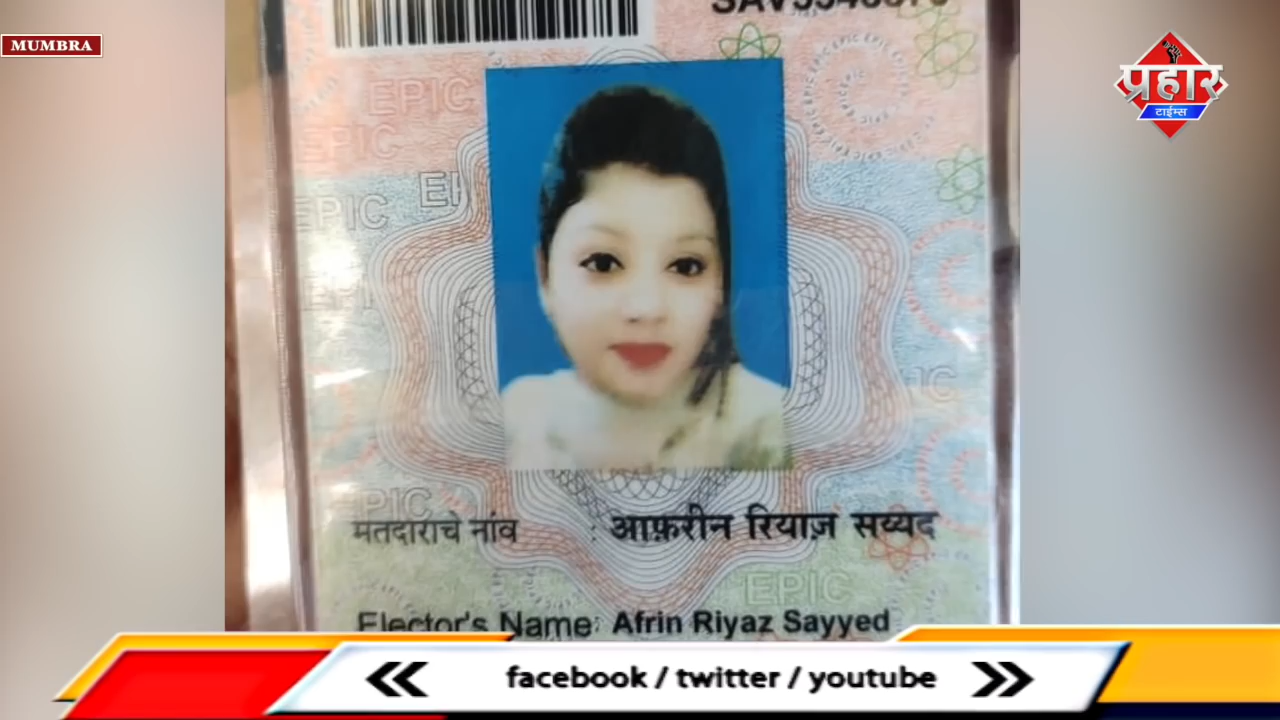 MUMBRA
प्रहार
टाईम्स
EPIC
EPIC
EPIC
EPIC
EPIC
मतदाराचे नांव : आफ़रीन रियाज़ सय्यद
Elector's Name: Afrin Riyaz Sayyed
facebook / twitter / youtube